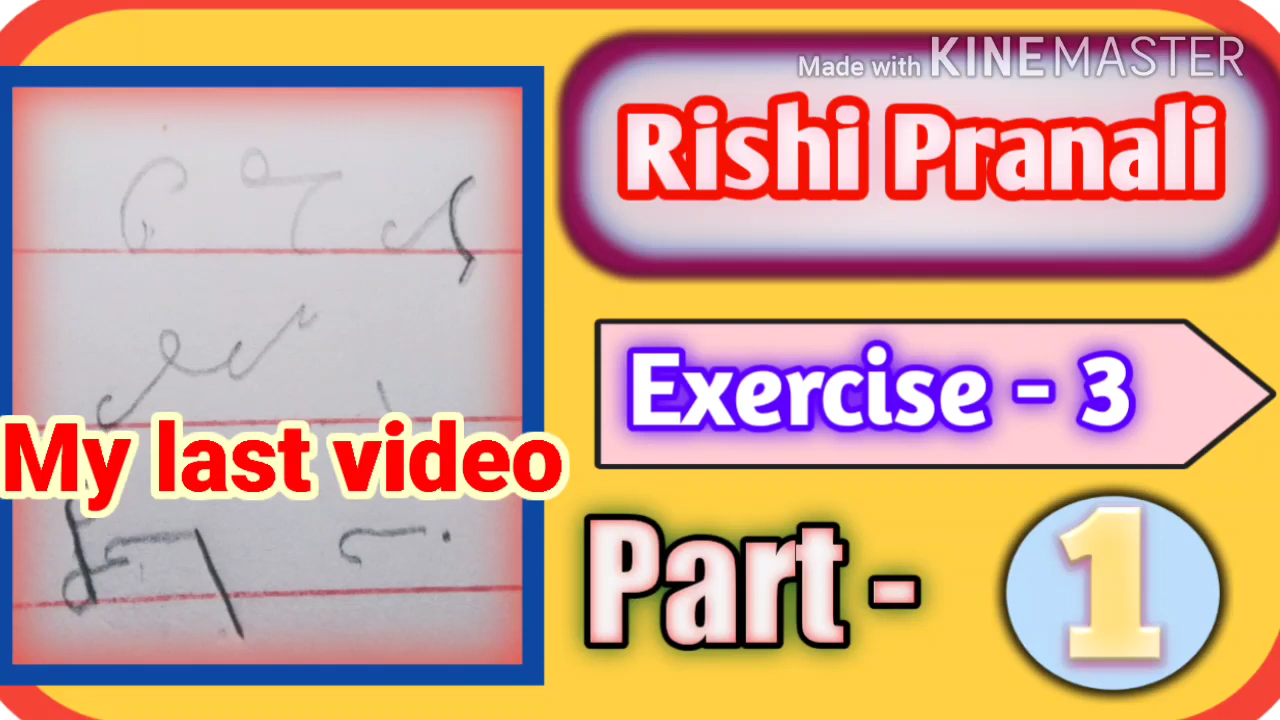 Made with KINEMASTER
Rishi Pranali
Exercise - 3
My last video
Part - 1